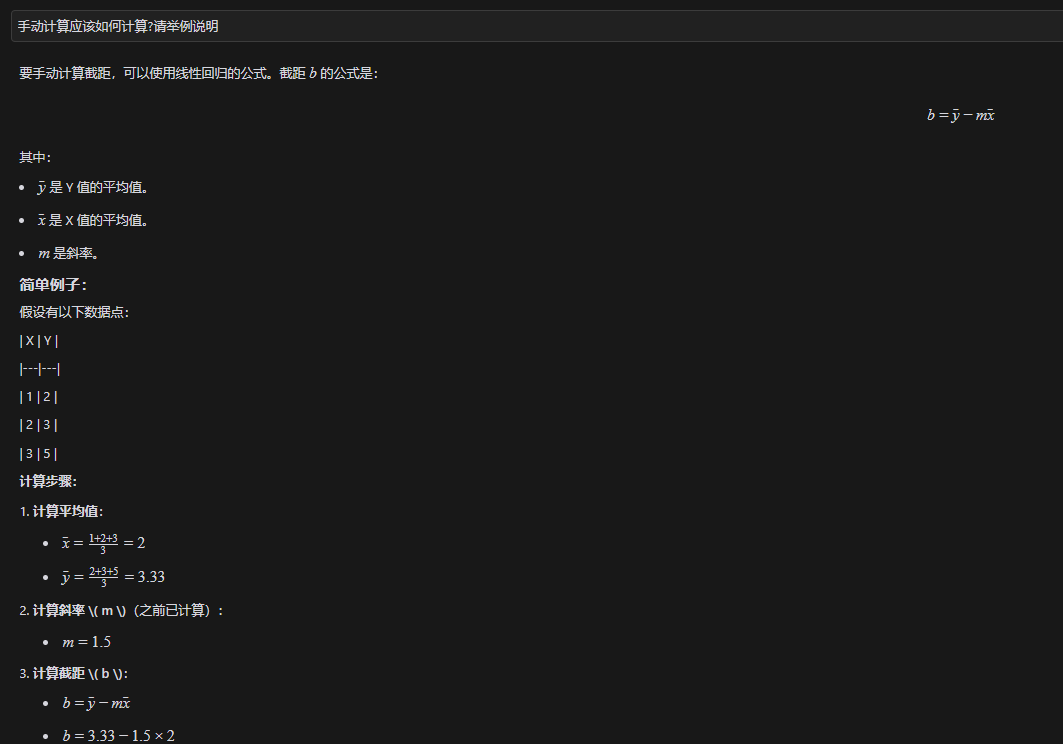 手动计算应该如何计算?请举例说明
要手动计算截距，可以使用线性回归的公式。截距 b 的公式是：
b = ȳ − mx̄
其中：
• ȳ 是 Y 值的平均值。
• x̄ 是 X 值的平均值。
• m 是斜率。
简单例子：
假设有以下数据点：
| X | Y |
|---|---|
| 1 | 2 |
| 2 | 3 |
| 3 | 5 |
计算步骤：
1. 计算平均值：
• x̄ = (1+2+3)/3 = 2
• ȳ = (2+3+5)/3 = 3.33
2. 计算斜率 \( m \)（之前已计算）：
• m = 1.5
3. 计算截距 \( b \)：
• b = ȳ − mx̄
• b = 3.33 − 1.5 × 2